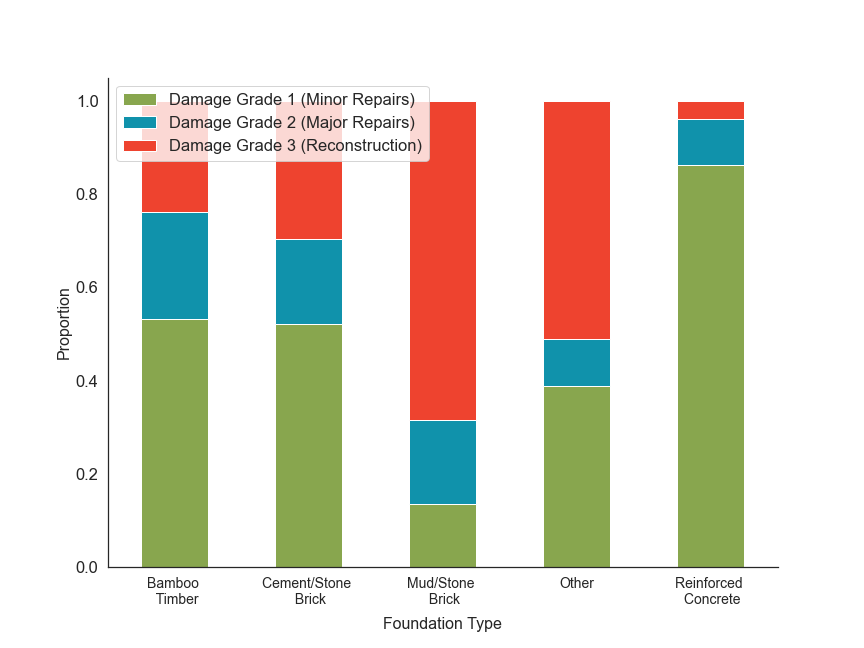 Damage Grade 1 (Minor Repairs)
Damage Grade 2 (Major Repairs)
Damage Grade 3 (Reconstruction)
1.0
0.8
0.6
0.4
0.2
0.0
Proportion
Bamboo
Timber
Cement/Stone
Brick
Mud/Stone
Brick
Other
Reinforced
Concrete
Foundation Type